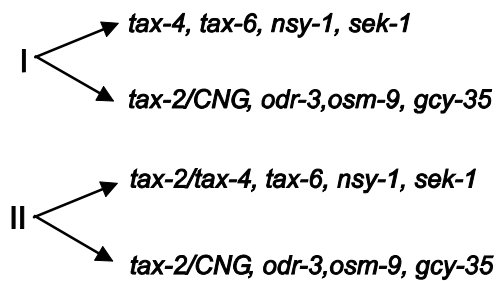 I
tax-4, tax-6, nsy-1, sek-1
tax-2/CNG, odr-3,osm-9, gcy-35
II
tax-2/tax-4, tax-6, nsy-1, sek-1
tax-2/CNG, odr-3,osm-9, gcy-35